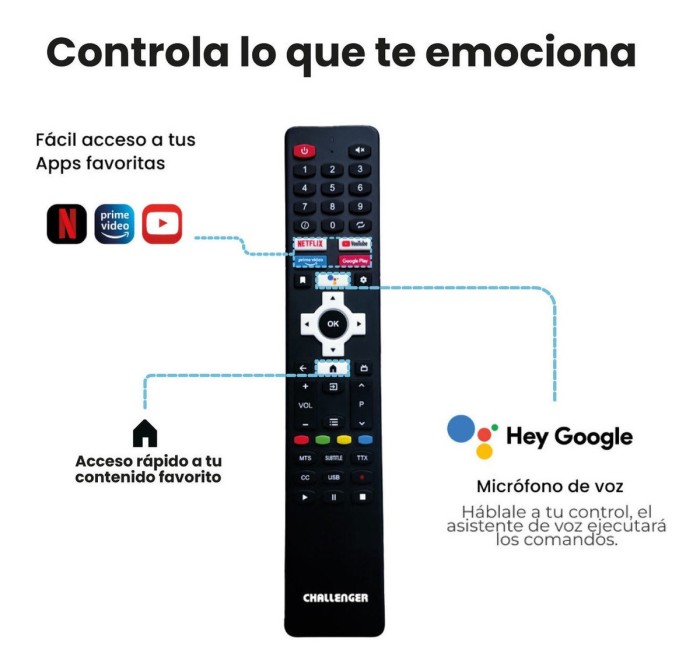 Controla lo que te emociona
Fácil acceso a tus
Apps favoritas
N
prime
video
1 2 3
4 5 6
7 8 9
0
NETFLIX YouTube
prime video Google Play
OK
VOL P
MTS SUBTITLE TTX
CC USB
CHALLENGER
Acceso rápido a tu
contenido favorito
Hey Google
Micrófono de voz
Háblale a tu control, el
asistente de voz ejecutará
los comandos.